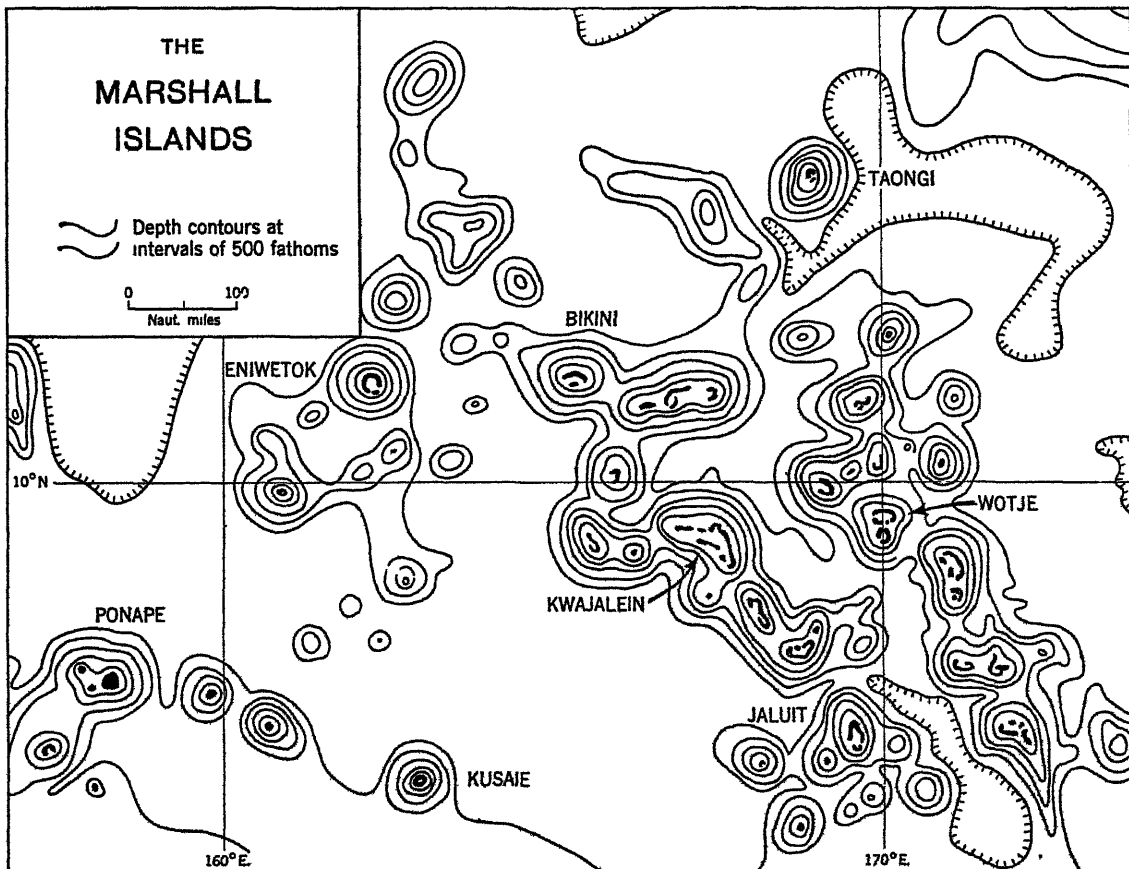 THE
MARSHALL
ISLANDS
Depth contours at
intervals of 500 fathoms
0 100
Naut. miles
TAONGI
BIKINI
ENIWETOK
10°N
WOTJE
KWAJALEIN
PONAPE
JALUIT
KUSAIE
160°E.
170°E.